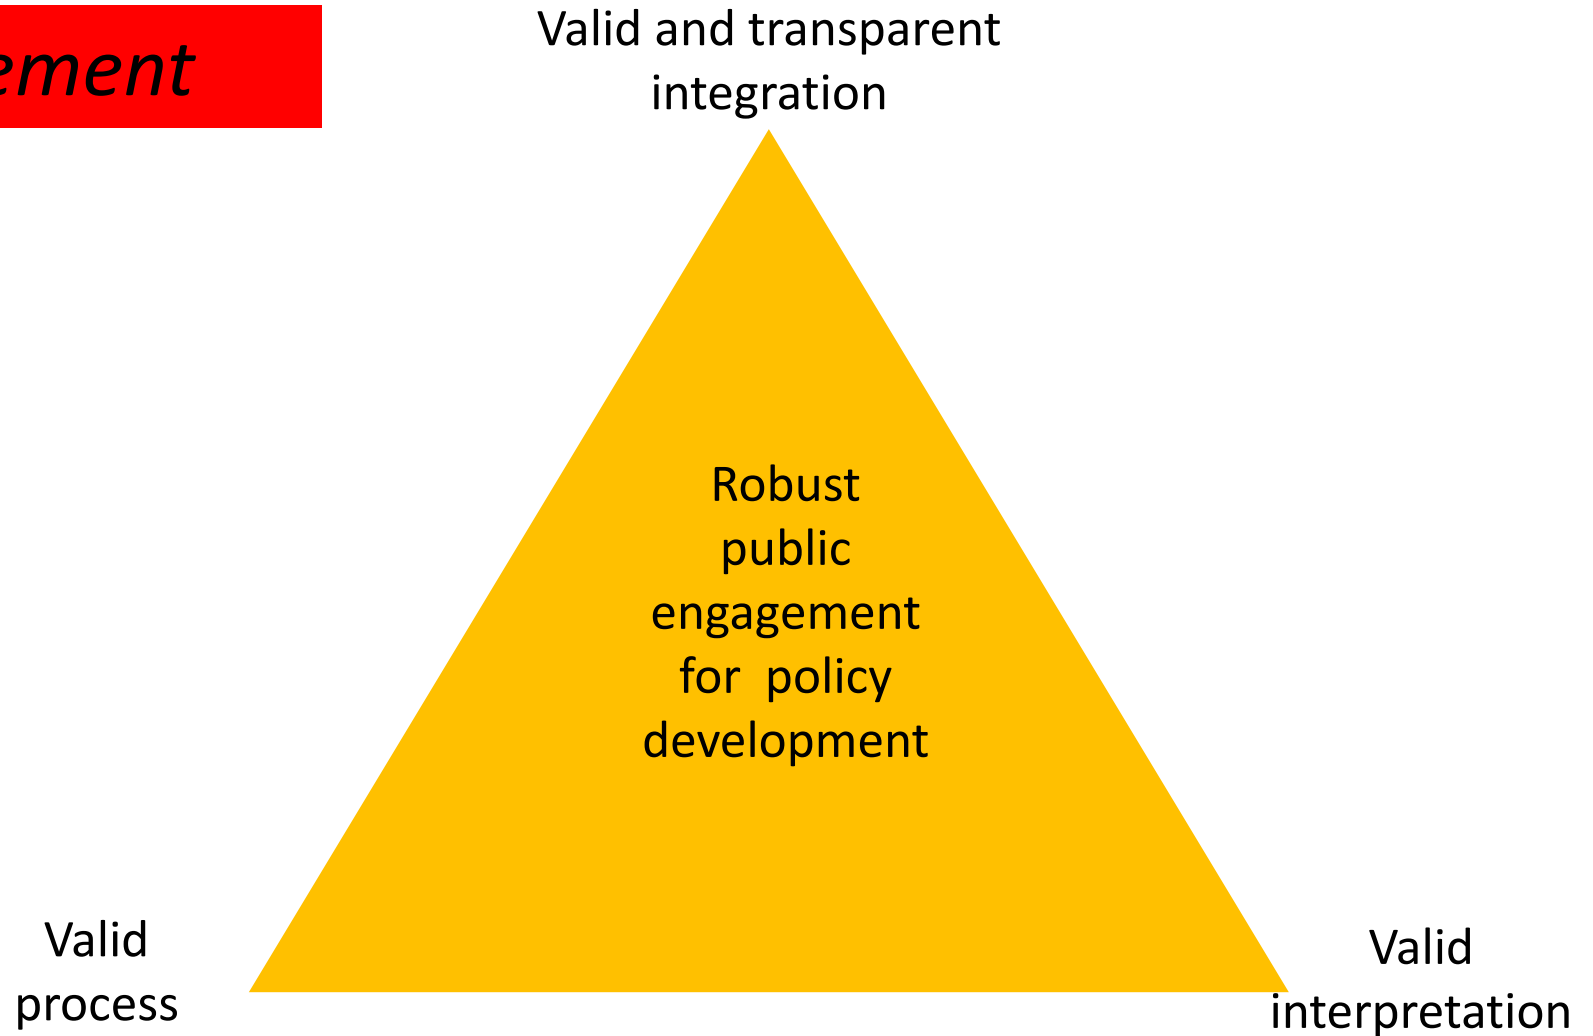 ement
Valid and transparent
integration
Robust
public
engagement
for  policy
development
Valid
process
Valid
interpretation